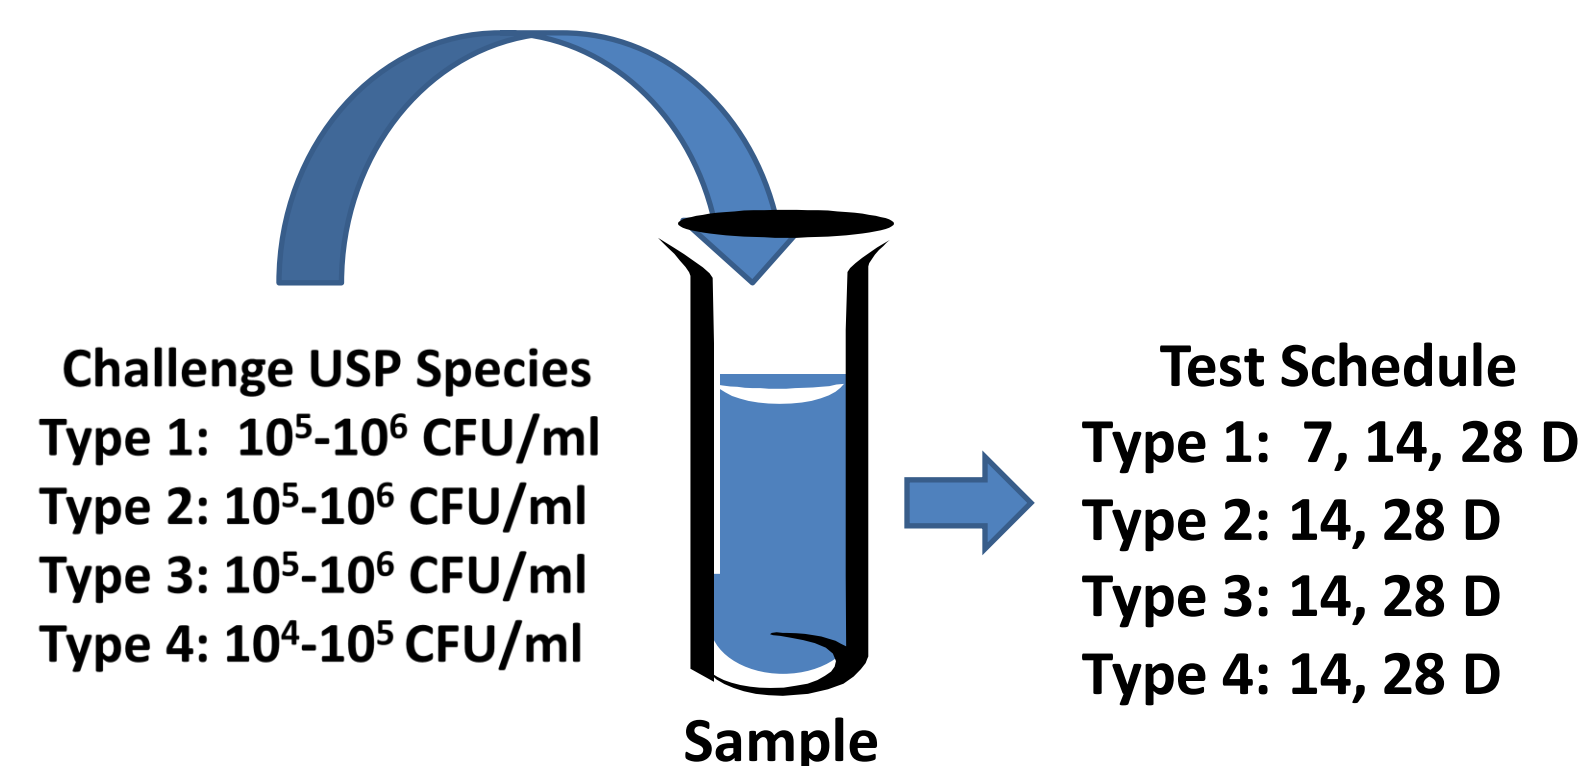 Challenge USP Species
Type 1: 10⁵-10⁶ CFU/ml
Type 2: 10⁵-10⁶ CFU/ml
Type 3: 10⁵-10⁶ CFU/ml
Type 4: 10⁴-10⁵ CFU/ml
Sample
Test Schedule
Type 1: 7, 14, 28 D
Type 2: 14, 28 D
Type 3: 14, 28 D
Type 4: 14, 28 D